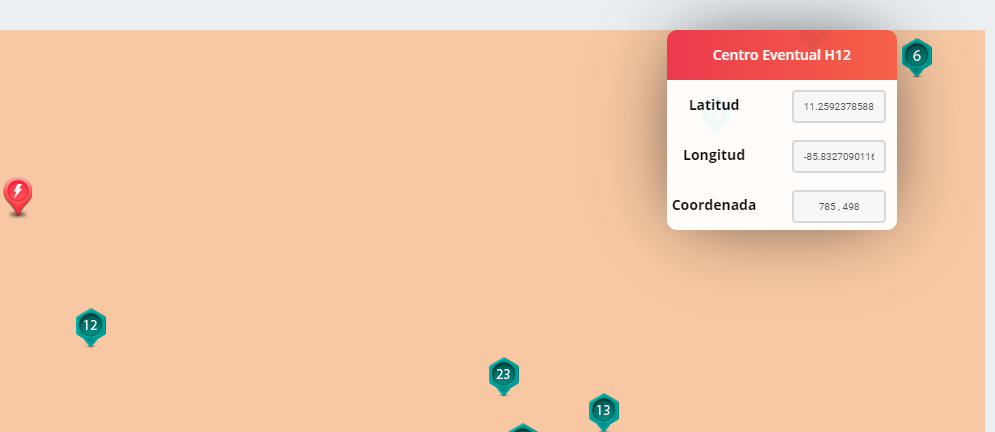 Centro Eventual H12
6
Latitud 11.2592378588
Longitud -85.832709011
Coordenada 785 , 498
12
23
13